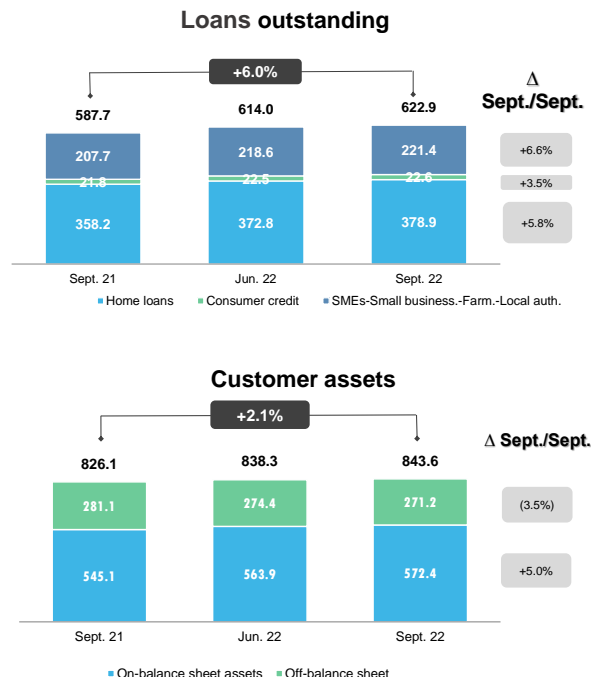 Loans outstanding
+6.0%
Δ
Sept./Sept.
587.7
614.0
622.9
207.7
218.6
221.4
+6.6%
21.8
22.5
22.6
+3.5%
358.2
372.8
378.9
+5.8%
Sept. 21
Jun. 22
Sept. 22
Home loans
Consumer credit
SMEs-Small business.-Farm.-Local auth.
Customer assets
+2.1%
Δ Sept./Sept.
826.1
838.3
843.6
281.1
274.4
271.2
(3.5%)
545.1
563.9
572.4
+5.0%
Sept. 21
Jun. 22
Sept. 22
On-balance sheet assets
Off-balance sheet